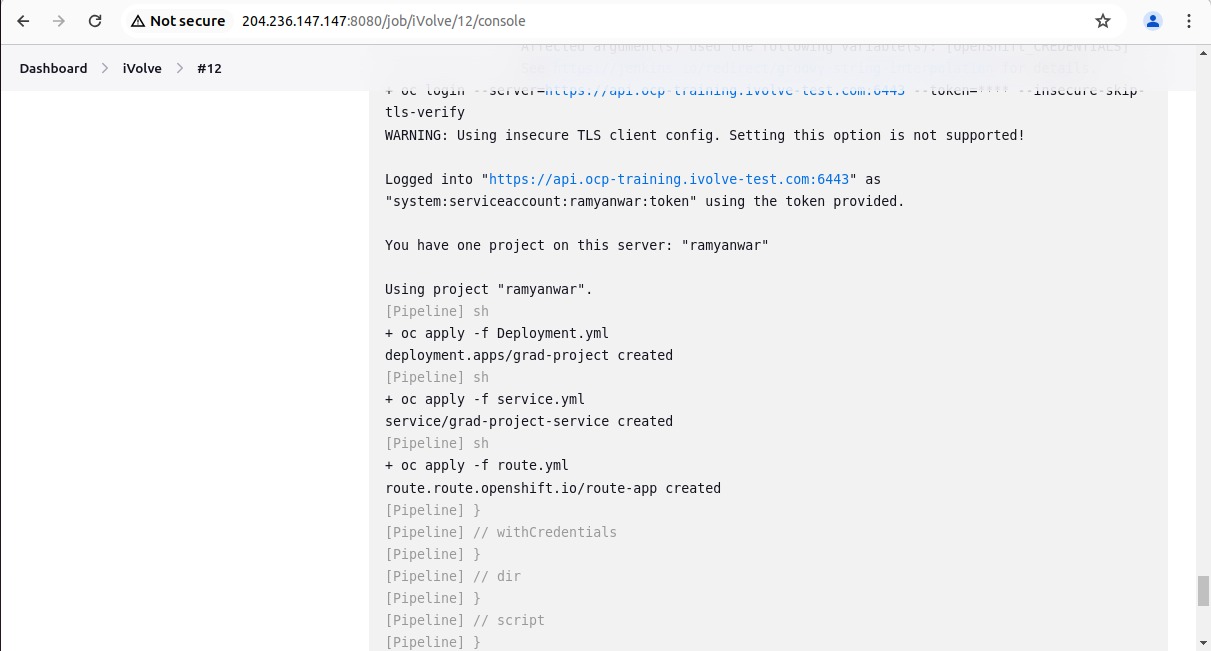 Not secure 204.236.147.147:8080/job/iVolve/12/console
Affected argument(s) used the following variable(s): [OpenShift_CREDENTIALS]
Dashboard iVolve #12
See for details.
+ oc login --server=https://api.ocp-training.ivolve-test.com:6443 --token=**** --insecure-skip-
tls-verify
WARNING: Using insecure TLS client config. Setting this option is not supported!
Logged into "https://api.ocp-training.ivolve-test.com:6443" as
"system:serviceaccount:ramyanwar:token" using the token provided.
You have one project on this server: "ramyanwar"
Using project "ramyanwar".
[Pipeline] sh
+ oc apply -f Deployment.yml
deployment.apps/grad-project created
[Pipeline] sh
+ oc apply -f service.yml
service/grad-project-service created
[Pipeline] sh
+ oc apply -f route.yml
route.route.openshift.io/route-app created
[Pipeline] }
[Pipeline] // withCredentials
[Pipeline] }
[Pipeline] // dir
[Pipeline] }
[Pipeline] // script
[Pipeline] }